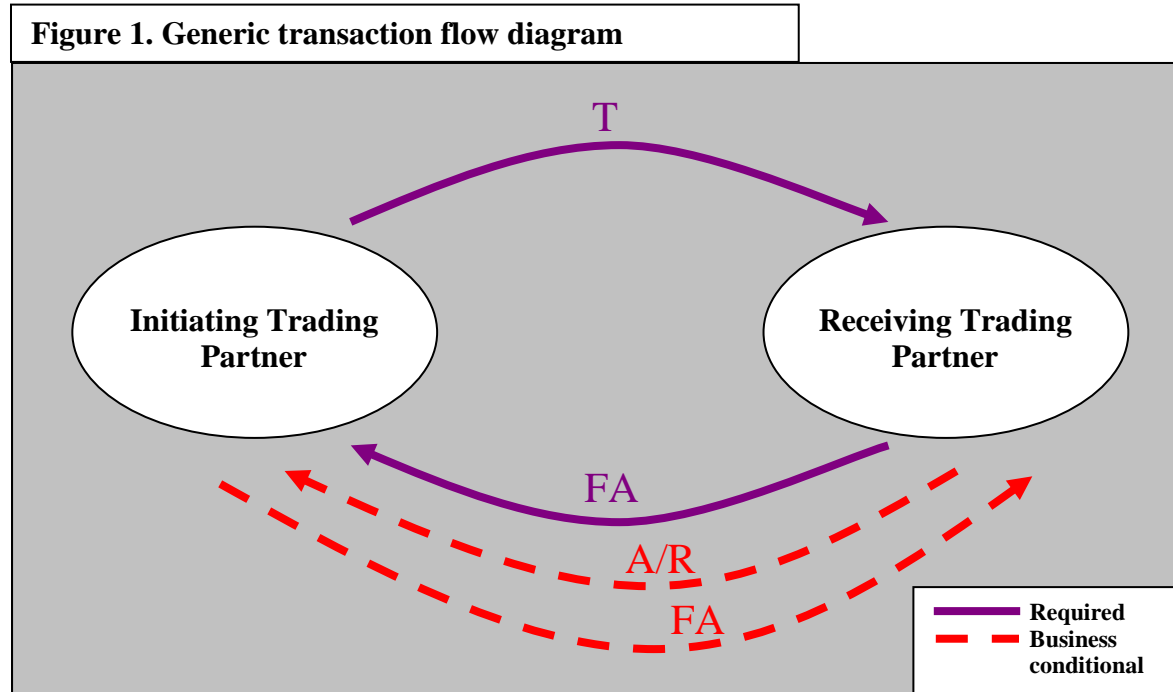 Figure 1. Generic transaction flow diagram
T
Initiating Trading
Partner
Receiving Trading
Partner
FA
A/R
FA
Required
Business
conditional